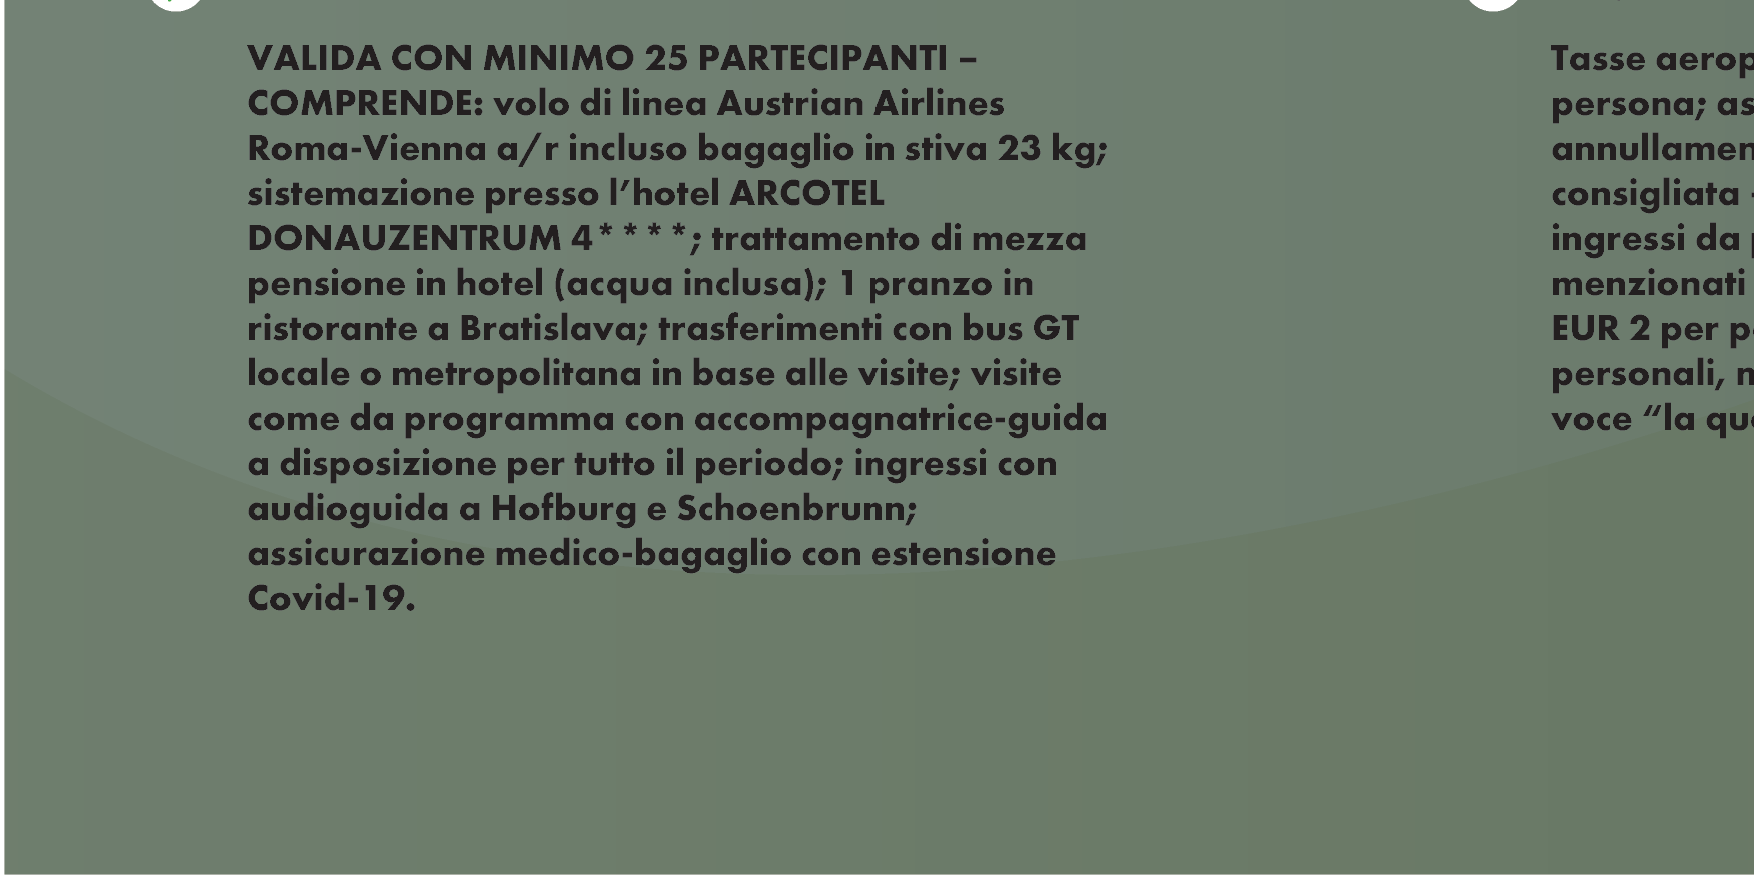 VALIDA CON MINIMO 25 PARTECIPANTI –
COMPRENDE: volo di linea Austrian Airlines
Roma-Vienna a/r incluso bagaglio in stiva 23 kg;
sistemazione presso l’hotel ARCOTEL
DONAUZENTRUM 4****; trattamento di mezza
pensione in hotel (acqua inclusa); 1 pranzo in
ristorante a Bratislava; trasferimenti con bus GT
locale o metropolitana in base alle visite; visite
come da programma con accompagnatrice-guida
a disposizione per tutto il periodo; ingressi con
audioguida a Hofburg e Schoenbrunn;
assicurazione medico-bagaglio con estensione
Covid-19.
Tasse
persona;
consigliata
ingressi da
menzionati
EUR 2 per
personali,
voce “la